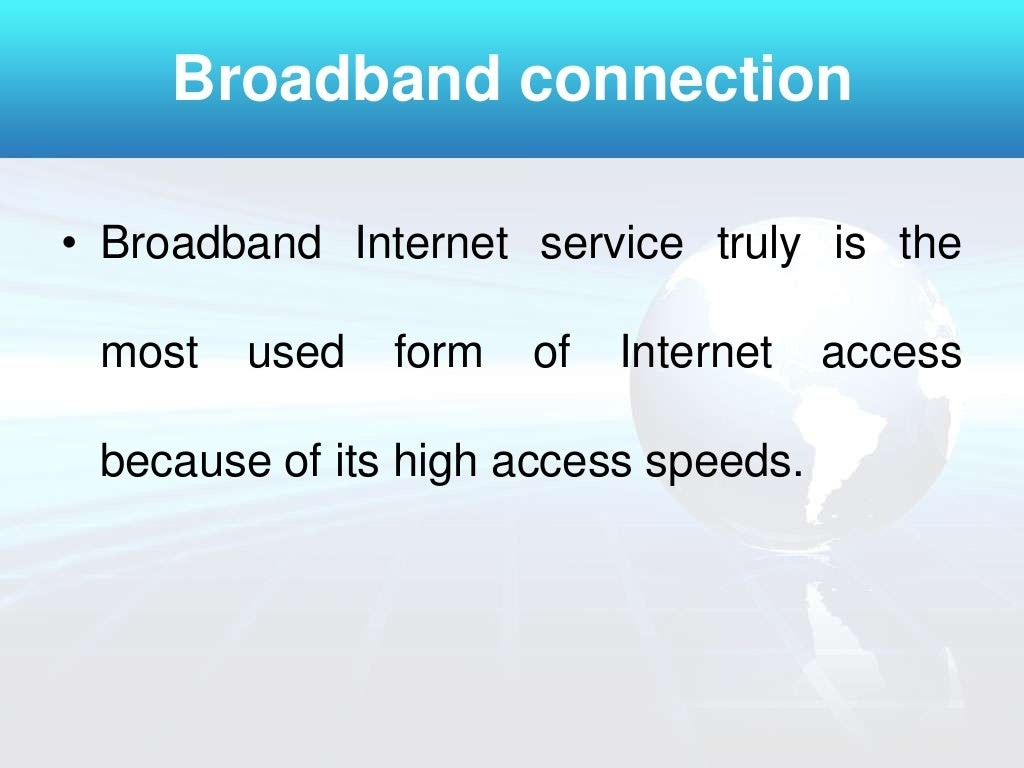 Broadband connection
• Broadband Internet service truly is the
most used form of Internet access
because of its high access speeds.